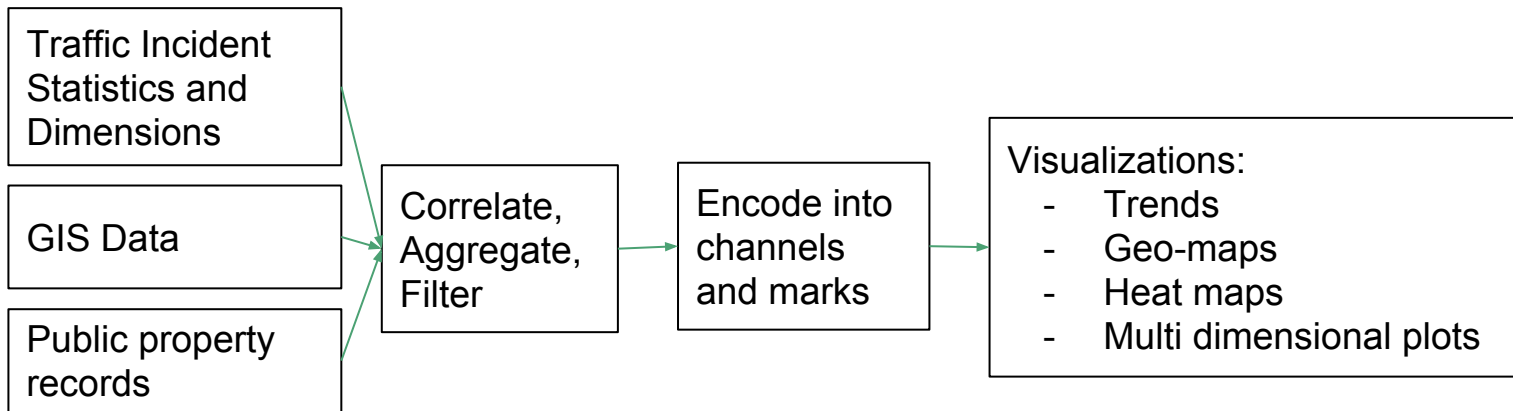 Traffic Incident
Statistics and
Dimensions
GIS Data
Public property
records
Correlate,
Aggregate,
Filter
Encode into
channels
and marks
Visualizations:
- Trends
- Geo-maps
- Heat maps
- Multi dimensional plots